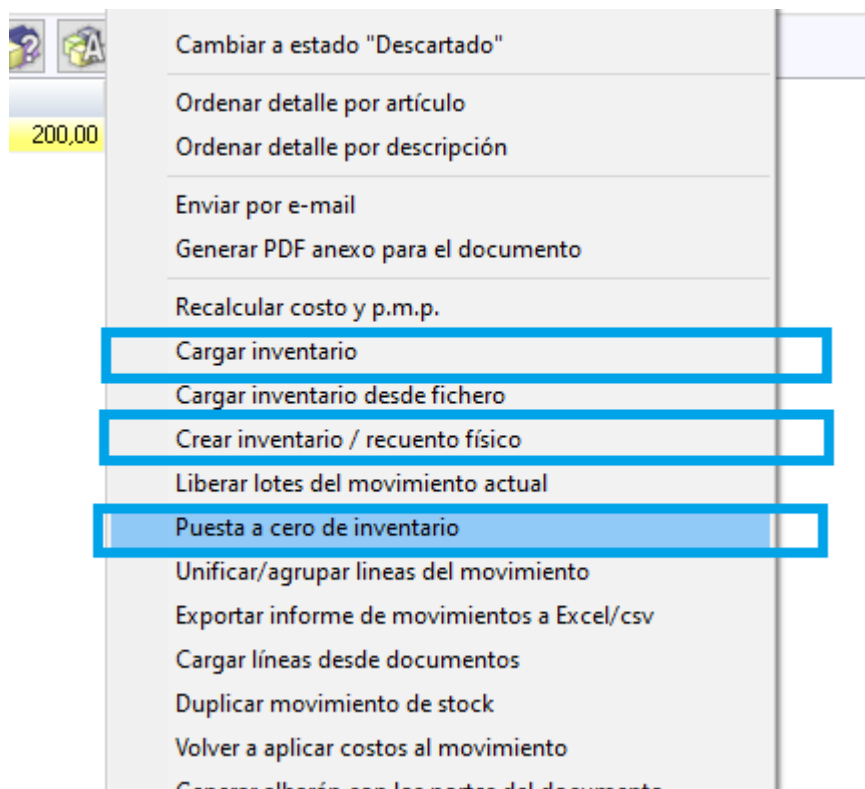 Cambiar a estado "Descartado"
Ordenar detalle por artículo
200,00
Ordenar detalle por descripción
Enviar por e-mail
Generar PDF anexo para el documento
Recalcular costo y p.m.p.
Cargar inventario
Cargar inventario desde fichero
Crear inventario / recuento físico
Liberar lotes del movimiento actual
Puesta a cero de inventario
Unificar/agrupar lineas del movimiento
Exportar informe de movimientos a Excel/csv
Cargar líneas desde documentos
Duplicar movimiento de stock
Volver a aplicar costos al movimiento